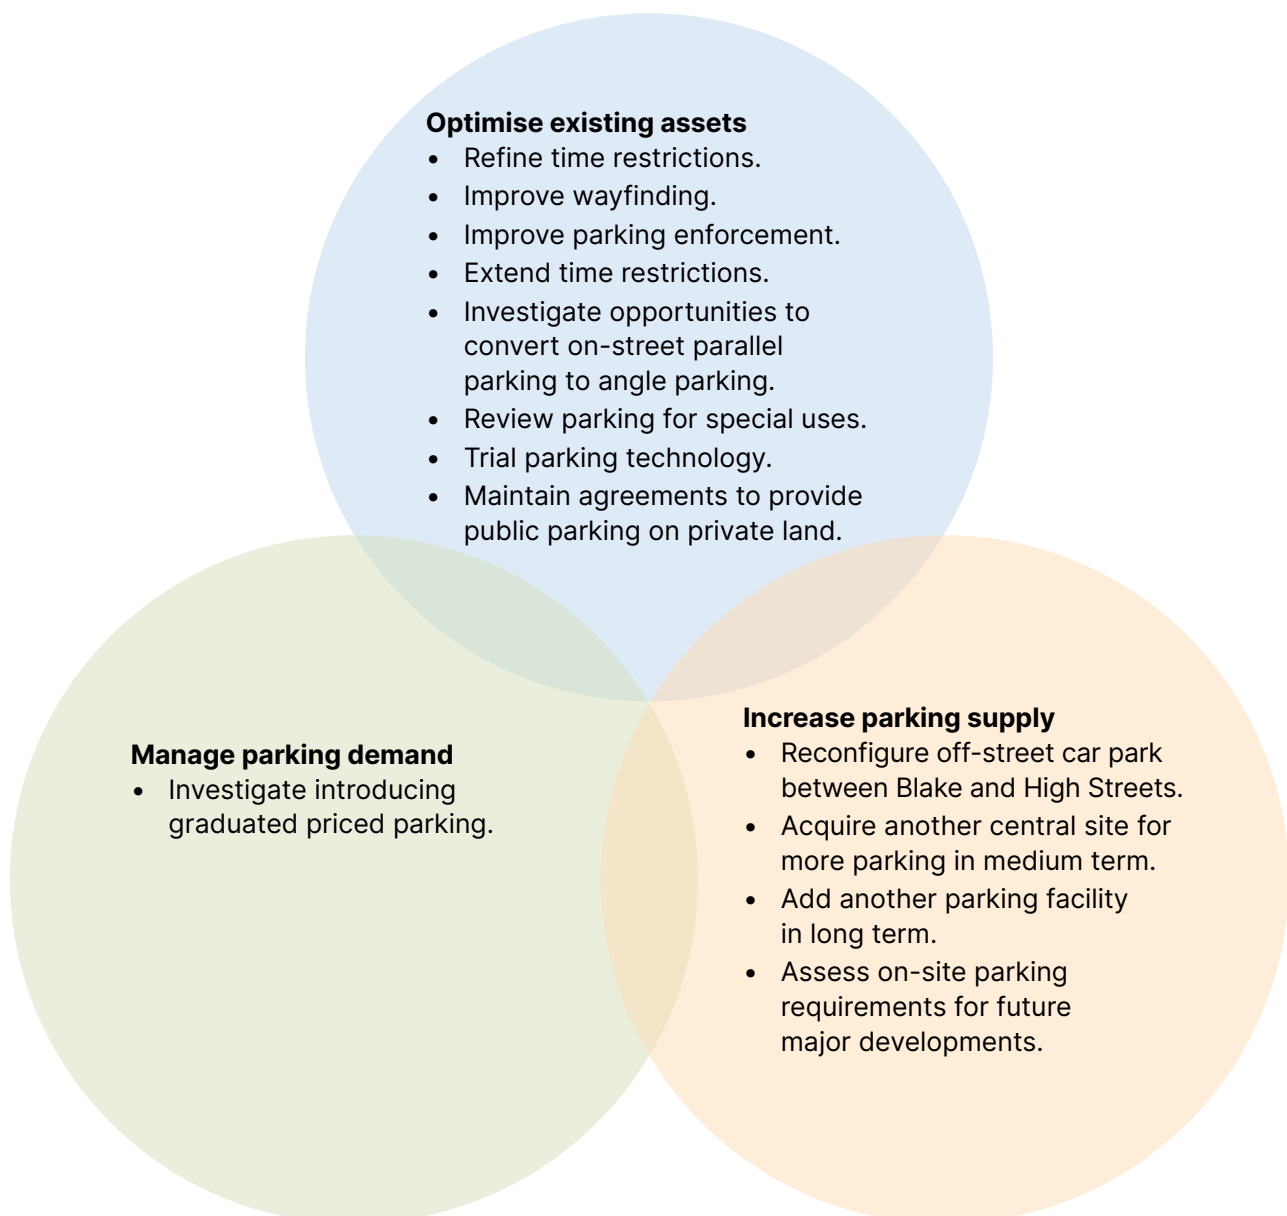 Optimise existing assets
• Refine time restrictions.
• Improve wayfinding.
• Improve parking enforcement.
• Extend time restrictions.
• Investigate opportunities to
convert on-street parallel
parking to angle parking.
• Review parking for special uses.
• Trial parking technology.
• Maintain agreements to provide
public parking on private land.
Manage parking demand
• Investigate introducing
graduated priced parking.
Increase parking supply
• Reconfigure off-street car park
between Blake and High Streets.
• Acquire another central site for
more parking in medium term.
• Add another parking facility
in long term.
• Assess on-site parking
requirements for future
major developments.